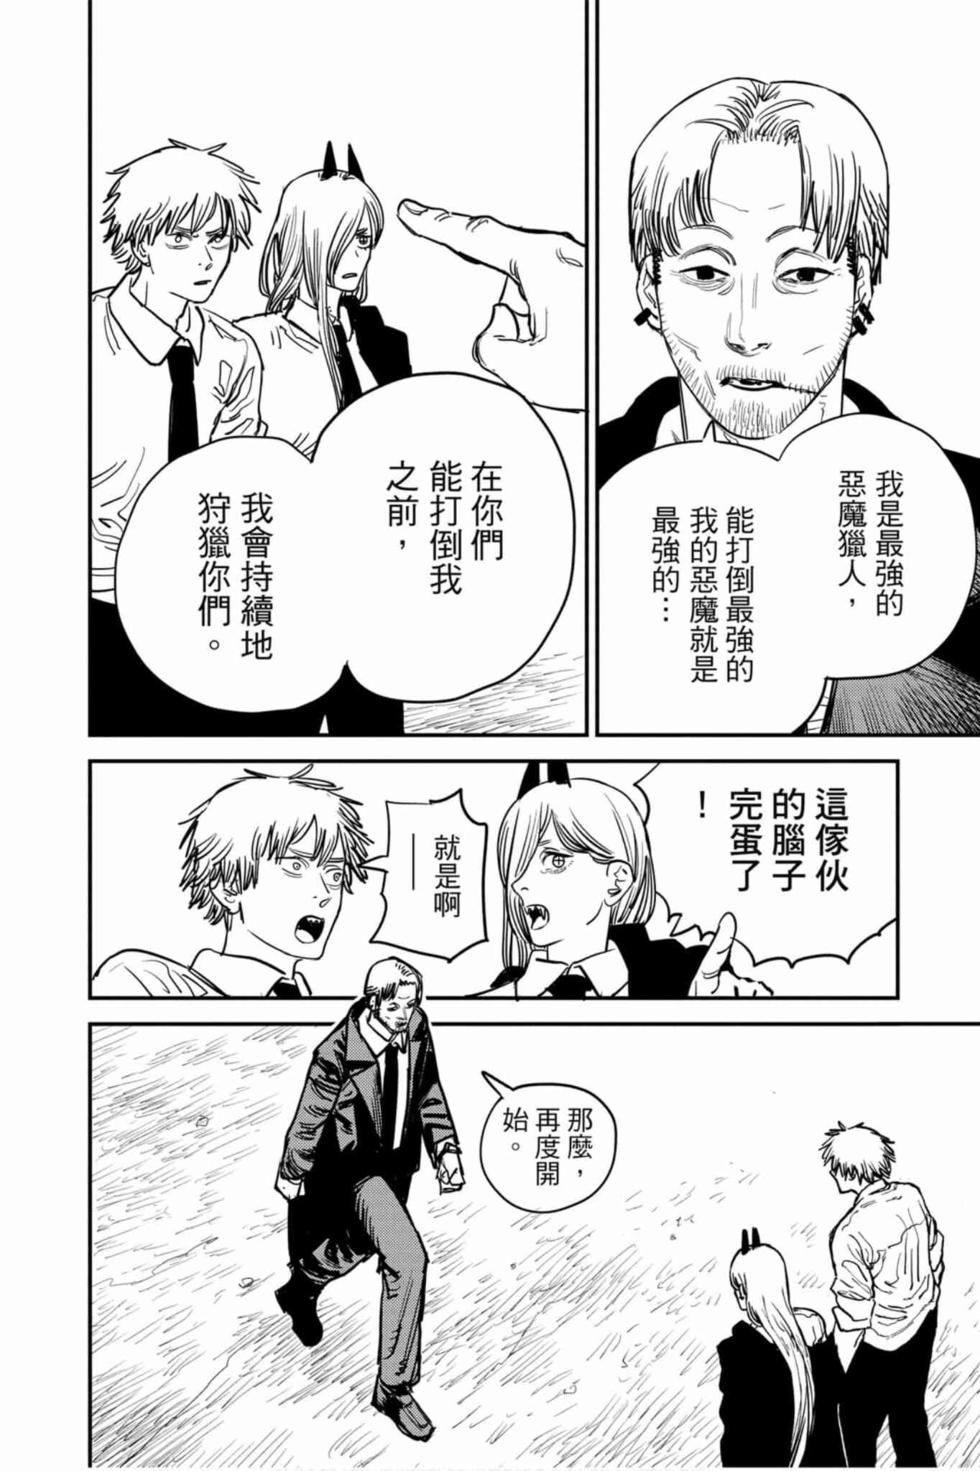 我是最強的
惡魔獵人，
能打倒最強的
我的惡魔就是
最強的…
在你們
能打倒我
之前，
我會持續地
狩獵你們。
這傢伙
的腦子
完蛋了
！
就是啊
——
那麼，
再度開
始。